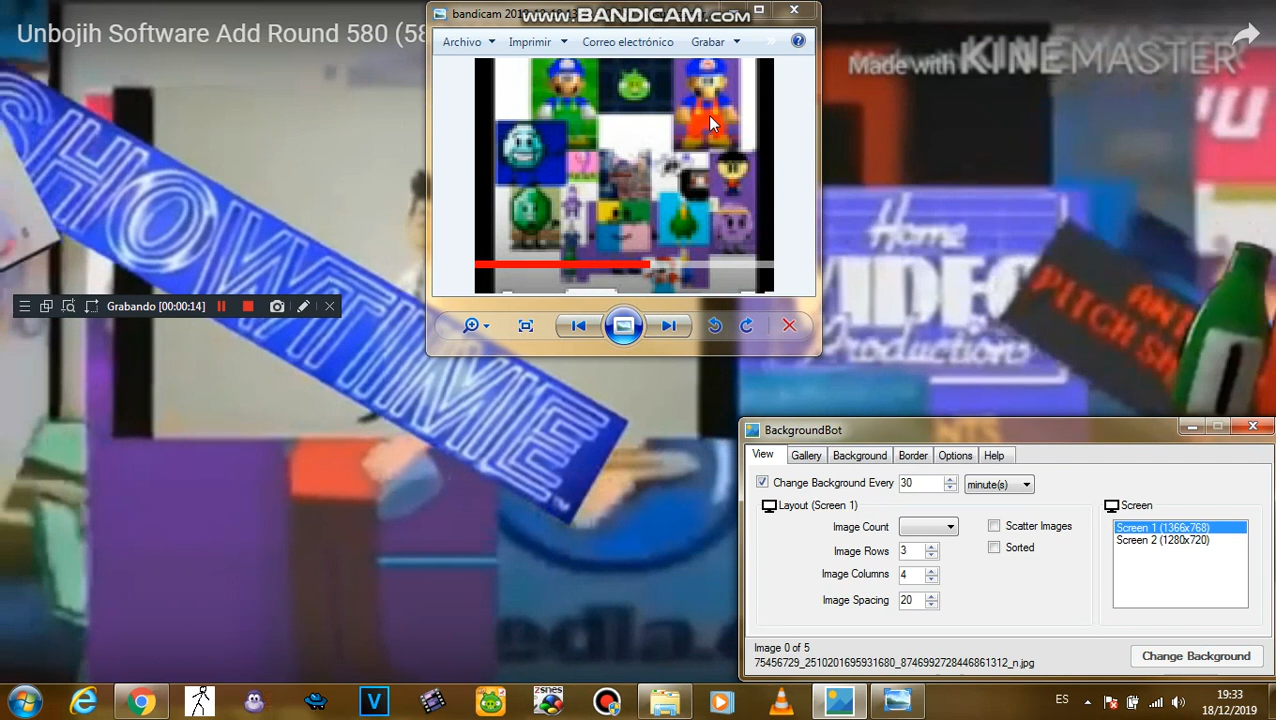 Unbojih Software Add Round 580 (58
bandicam 2019
www.BANDICAM.com
Made with KINEMASTER
Archivo
Imprimir
Correo electrónico
Grabar
SHOWTIME
TM
Home
VIDEO
Productions
PITCH
Grabando [00:00:14]
BackgroundBot
View
Gallery
Background
Border
Options
Help
Change Background Every
30
minute(s)
Layout (Screen 1)
Screen
Image Count
Scatter Images
Screen 1 (1366x768)
Screen 2 (1280x720)
Image Rows
3
Sorted
Image Columns
4
Image Spacing
20
Image 0 of 5
75456729_2510201695931680_8746992728446861312_n.jpg
Change Background
zsnes
V
ES
19:33
18/12/2019